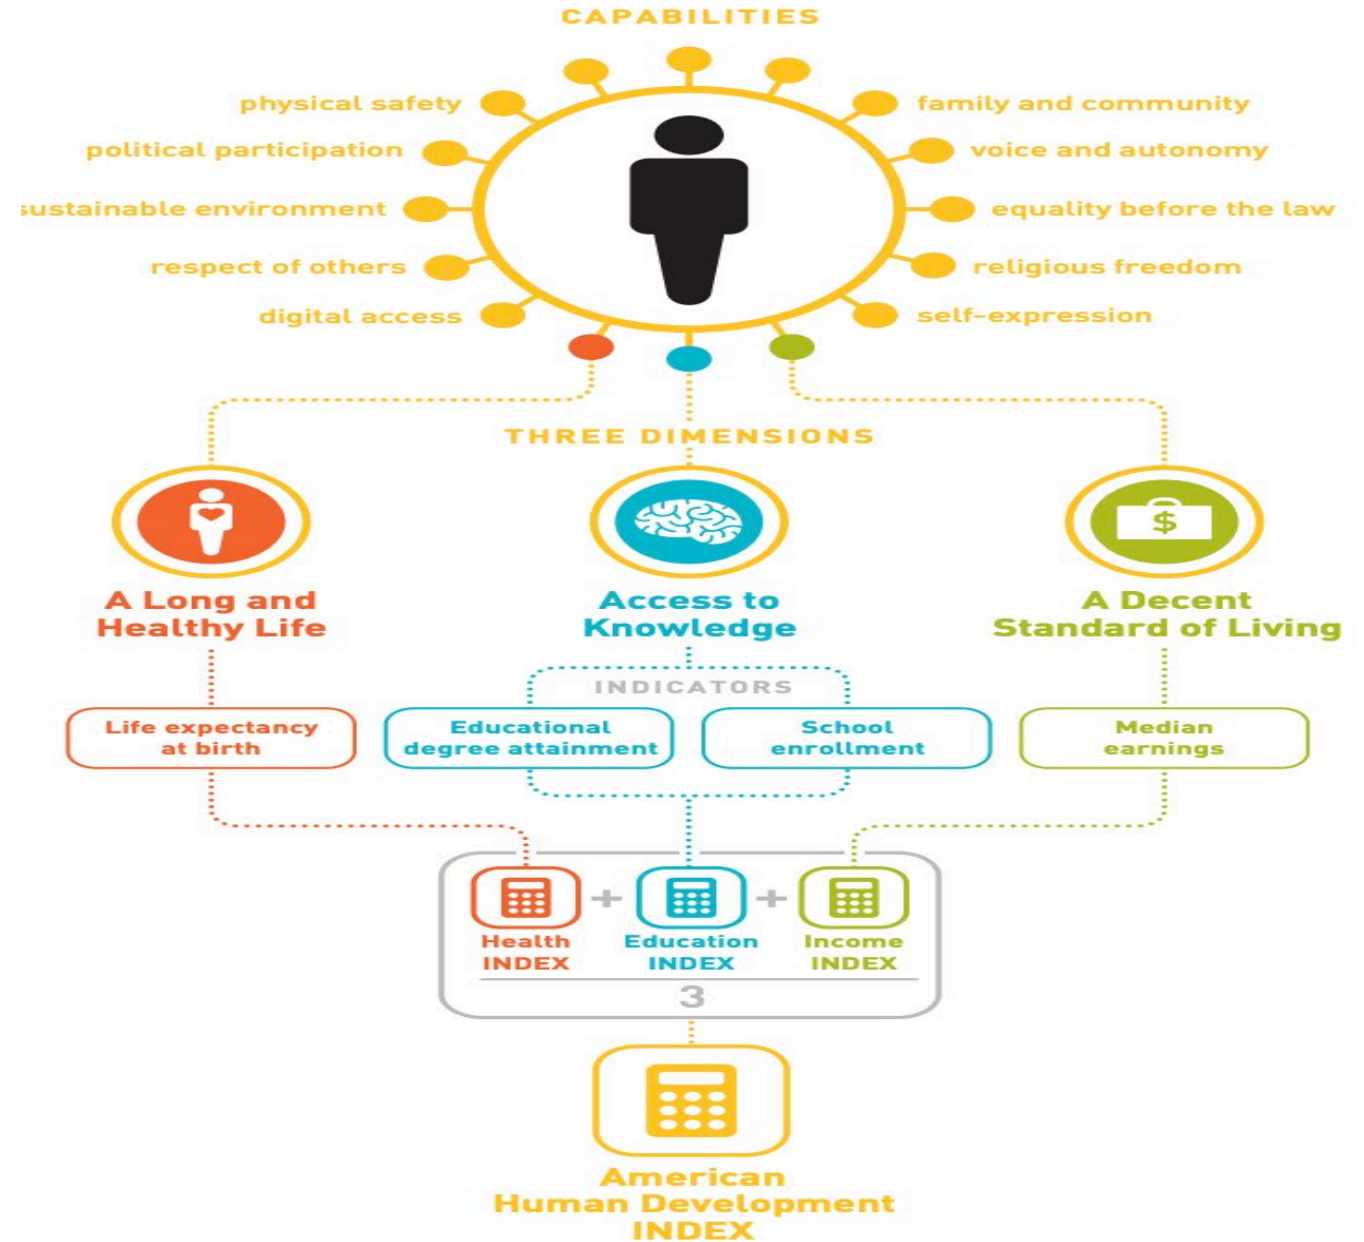 CAPABILITIES
physical safety
family and community
political participation
voice and autonomy
sustainable environment
equality before the law
respect of others
religious freedom
digital access
self-expression
THREE DIMENSIONS
$
A Long and
Healthy Life
Access to
Knowledge
A Decent
Standard of Living
INDICATORS
Life expectancy
at birth
Educational
degree attainment
School
enrollment
Median
earnings
+ +
Health
INDEX
Education
INDEX
Income
INDEX
3
American
Human Development
INDEX